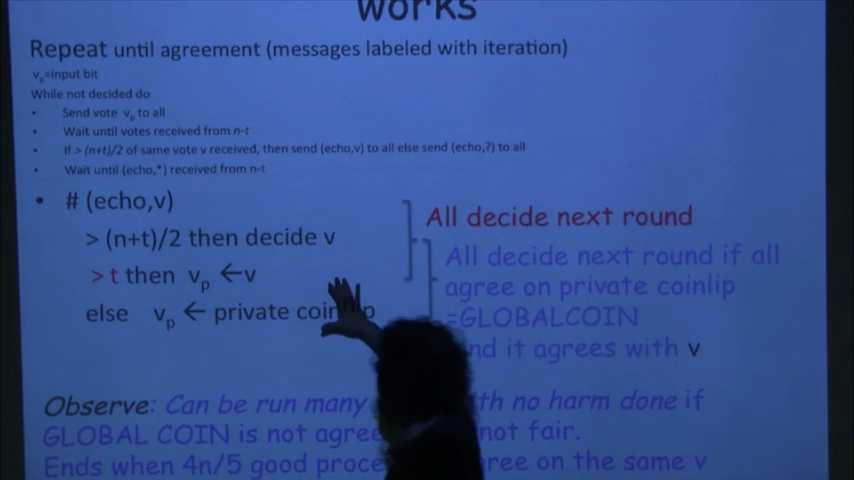 works
Repeat until agreement (messages labeled with iteration)
vp=input bit
While not decided do
• Send vote vp to all
• Wait until votes received from n-t
• If > (n+t)/2 of same vote v received, then send (echo,v) to all else send (echo,?) to all
• Wait until (echo,*) received from n-t
• # (echo,v)
> (n+t)/2 then decide v
> t then vp ← v
else vp ← private
All decide next round
All decide next round if all
agree on private coinlip
=GLOBALCOIN
it agrees with v
Observe: Can be run many no harm done if
GLOBAL COIN is not not fair.
Ends when 4n/5 good on the same v